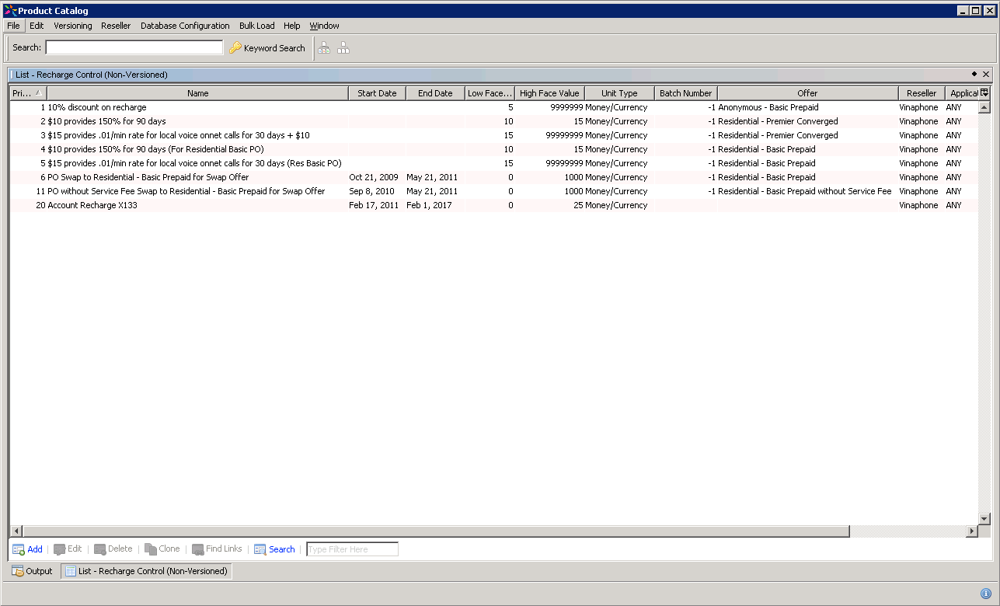 Product Catalog
File Edit Versioning Reseller Database Configuration Bulk Load Help Window
Search: Keyword Search
List - Recharge Control (Non-Versioned)
Pri... Name Start Date End Date Low Face... High Face Value Unit Type Batch Number Offer Reseller Applical
1 10% discount on recharge 5 9999999 Money/Currency -1 Anonymous - Basic Prepaid Vinaphone ANY
2 $10 provides 150% for 90 days 10 15 Money/Currency -1 Residential - Premier Converged Vinaphone ANY
3 $15 provides .01/min rate for local voice onnet calls for 30 days + $10 15 99999999 Money/Currency -1 Residential - Premier Converged Vinaphone ANY
4 $10 provides 150% for 90 days (For Residential Basic PO) 10 15 Money/Currency -1 Residential - Basic Prepaid Vinaphone ANY
5 $15 provides .01/min rate for local voice onnet calls for 30 days (Res Basic PO) 15 99999999 Money/Currency -1 Residential - Basic Prepaid Vinaphone ANY
6 PO Swap to Residential - Basic Prepaid for Swap Offer Oct 21, 2009 May 21, 2011 0 1000 Money/Currency -1 Residential - Basic Prepaid Vinaphone ANY
11 PO without Service Fee Swap to Residential - Basic Prepaid for Swap Offer Sep 8, 2010 May 21, 2011 0 1000 Money/Currency -1 Residential - Basic Prepaid without Service Fee Vinaphone ANY
20 Account Recharge X133 Feb 17, 2011 Feb 1, 2017 0 25 Money/Currency Vinaphone ANY
Add Edit Delete Clone Find Links Search Type Filter Here
Output List - Recharge Control (Non-Versioned)